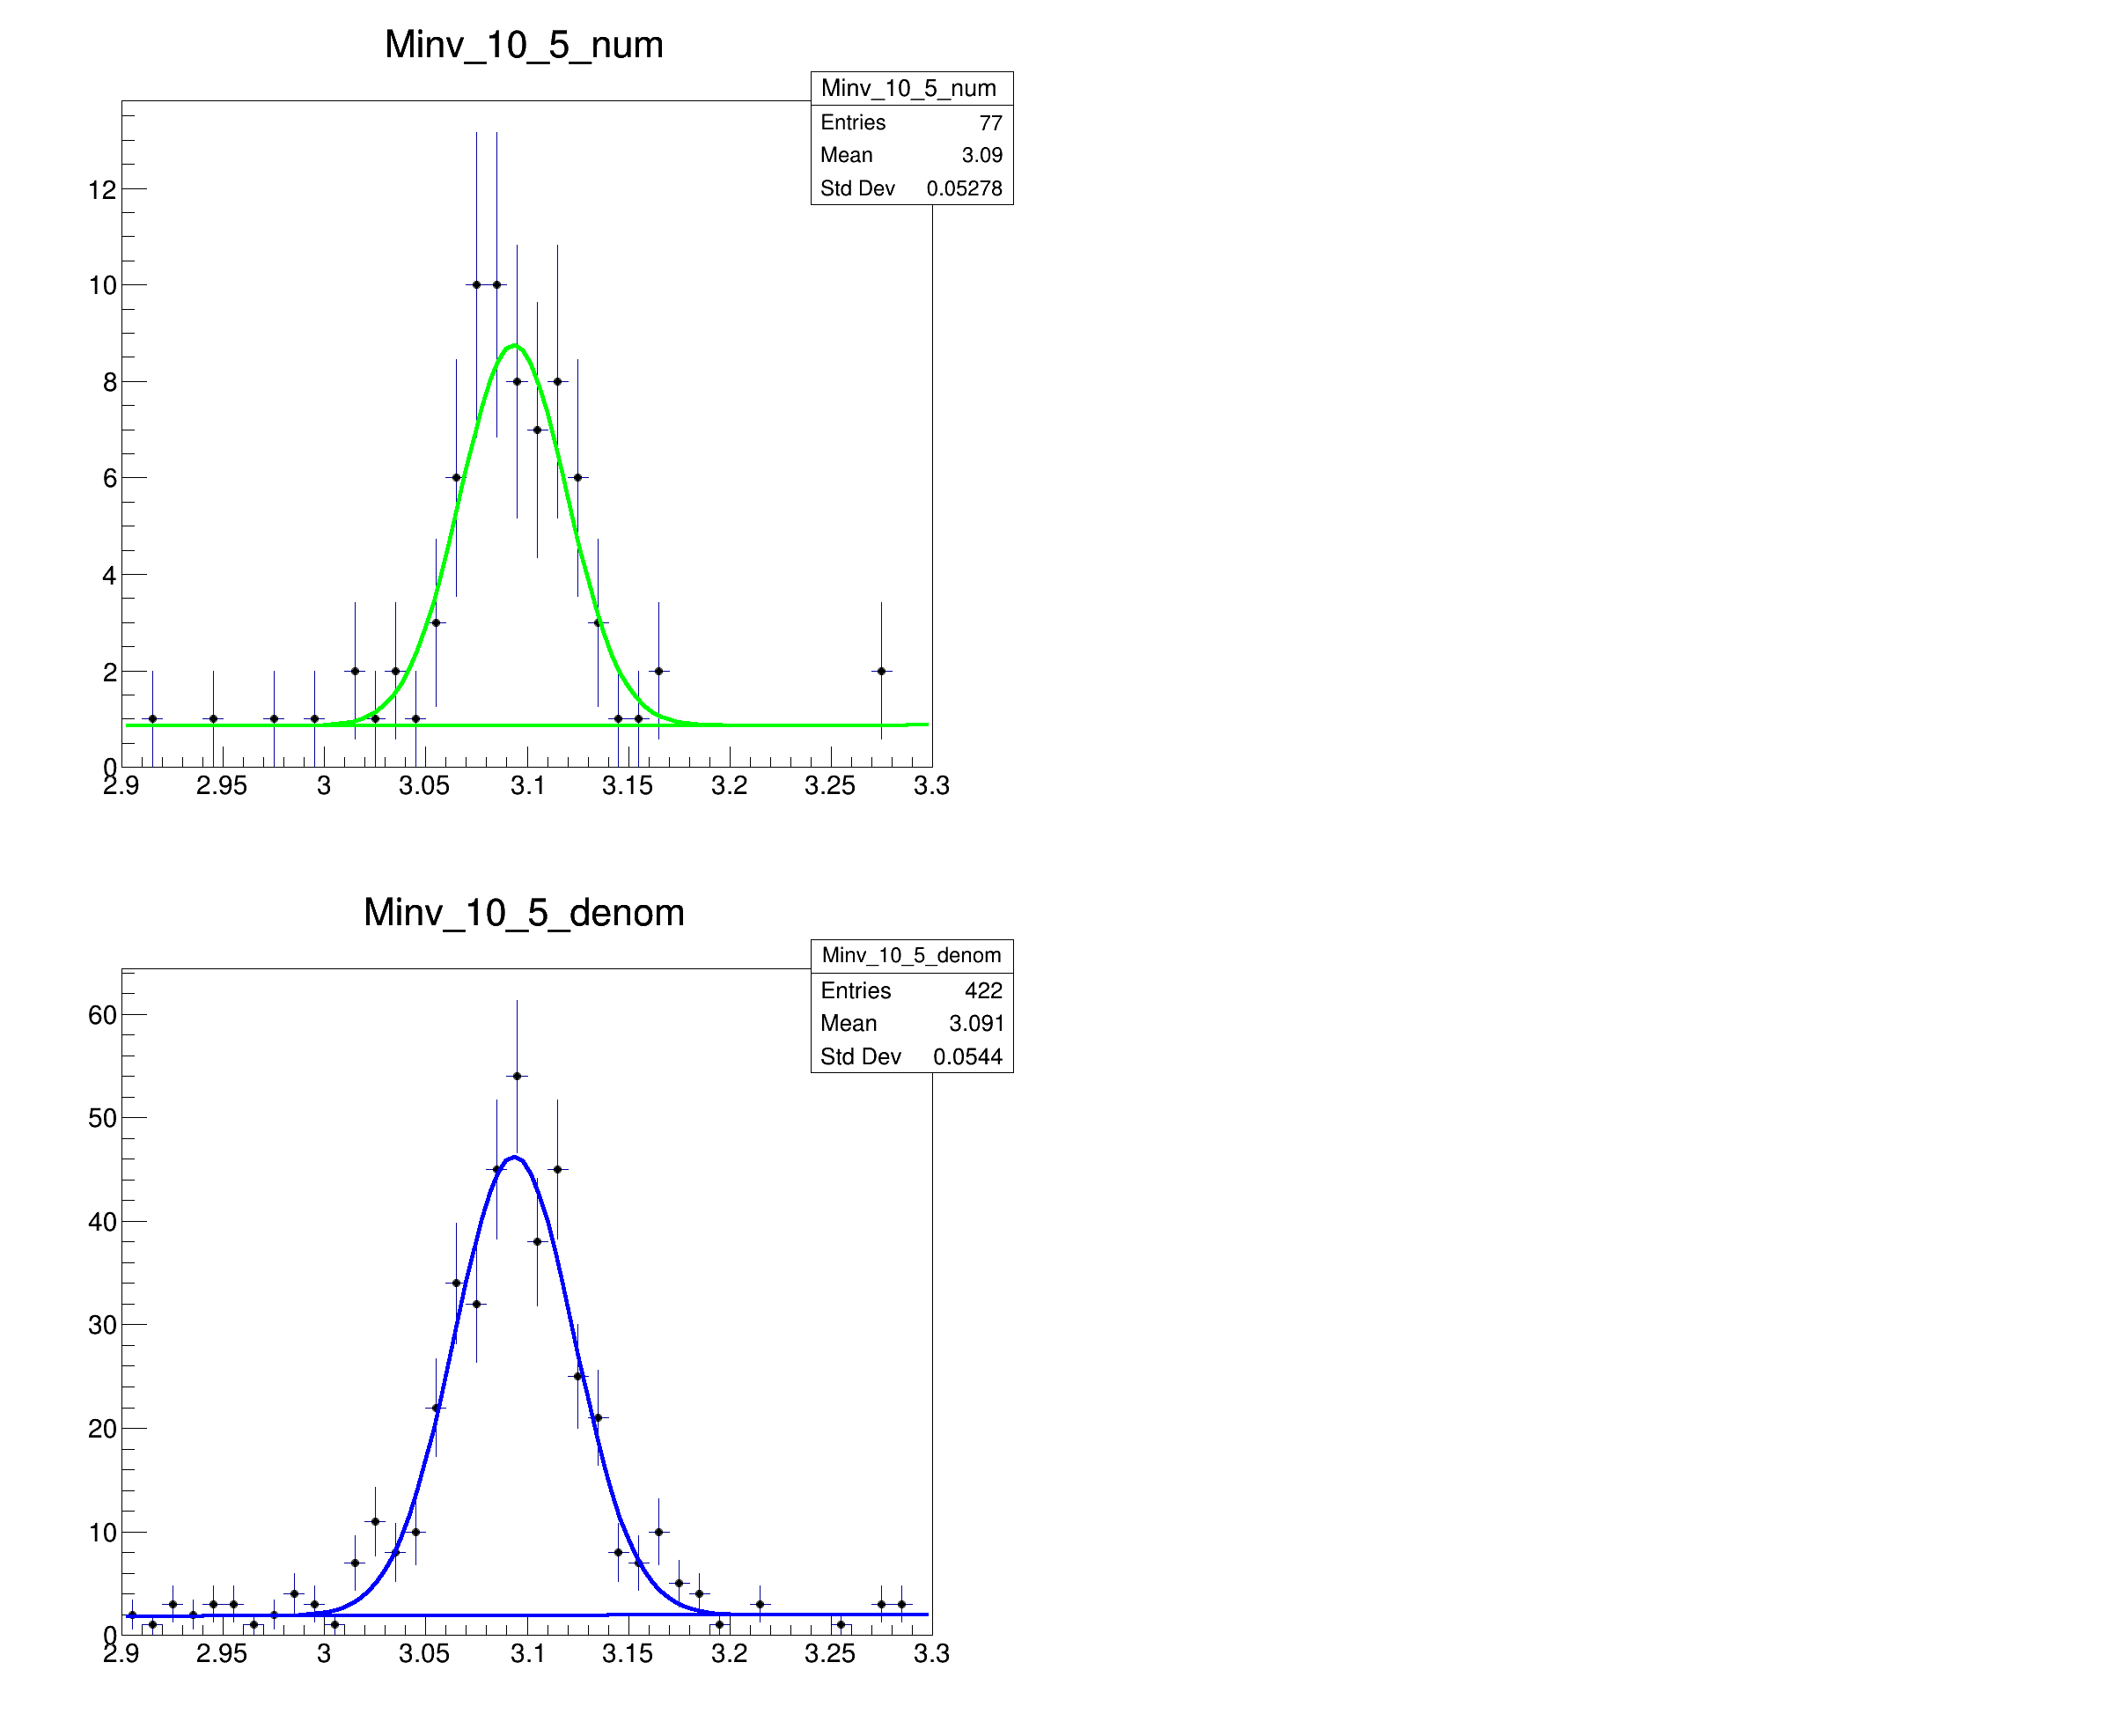 Minv_10_5_num
Minv_10_5_num
Entries 77
Mean 3.09
Std Dev 0.05278
12
10
8
6
4
2
0
2.9 2.95 3 3.05 3.1 3.15 3.2 3.25 3.3
Minv_10_5_denom
Minv_10_5_denom
Entries 422
Mean 3.091
Std Dev 0.0544
60
50
40
30
20
10
0
2.9 2.95 3 3.05 3.1 3.15 3.2 3.25 3.3